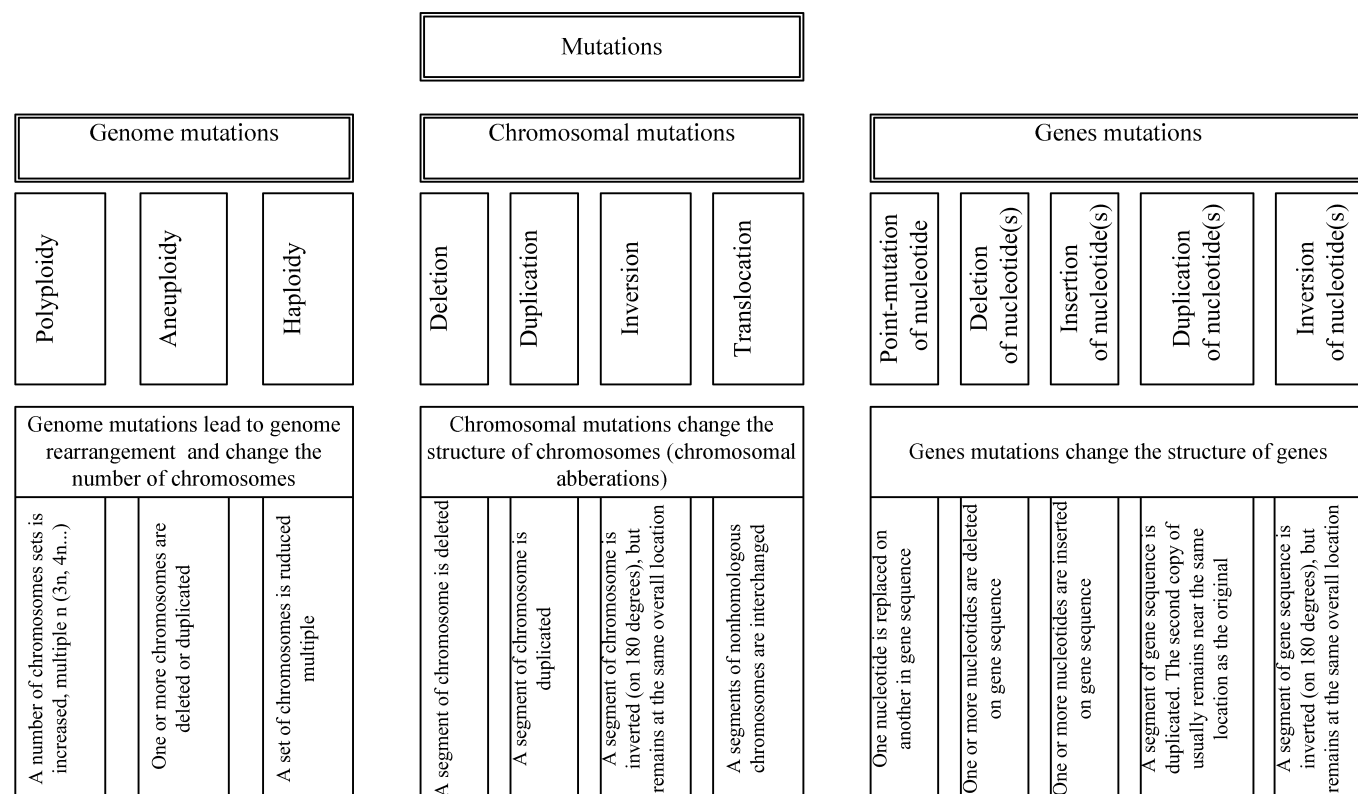 Mutations
Genome mutations
Chromosomal mutations
Genes mutations
Polyploidy
Aneuploidy
Haploidy
Deletion
Duplication
Inversion
Translocation
Point-mutation
of nucleotide
Deletion
of nucleotide(s)
Insertion
of nucleotide(s)
Duplication
of nucleotide(s)
Inversion
of nucleotide(s)
Genome mutations lead to genome
rearrangement and change the
number of chromosomes
Chromosomal mutations change the
structure of chromosomes (chromosomal
abberations)
Genes mutations change the structure of genes
A number of chromosomes sets is
increased, multiple n (3n, 4n...)
One or more chromosomes are
deleted or duplicated
A set of chromosomes is ruduced
multiple
A segment of chromosome is deleted
A segment of chromosome is
duplicated
A segment of chromosome is
inverted (on 180 degrees), but
remains at the same overall location
A segments of nonhomologous
chromosomes are interchanged
One nucleotide is replaced on
another in gene sequence
One or more nucleotides are deleted
on gene sequence
One or more nucleotides are inserted
on gene sequence
A segment of gene sequence is
duplicated. The second copy of
usually remains near the same
location as the original
A segment of gene sequence is
inverted (on 180 degrees), but
remains at the same overall location